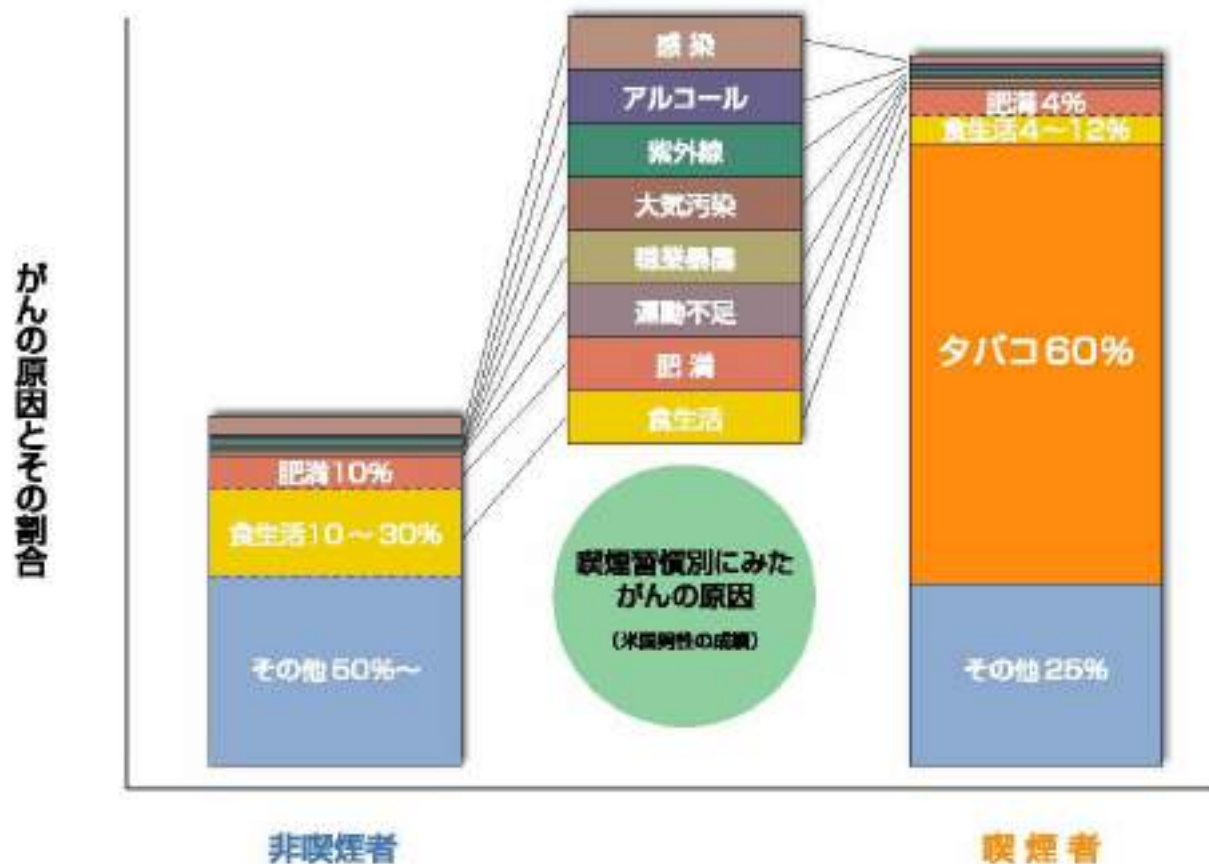 がんの原因とその割合
感染
アルコール
紫外線
大気汚染
職業暴露
運動不足
肥満
食生活
肥満10%
食生活10～30%
その他50%～
喫煙習慣別にみた
がんの原因
（米国男性の成績）
肥満4%
食生活4～12%
タバコ60%
その他25%
非喫煙者
喫煙者